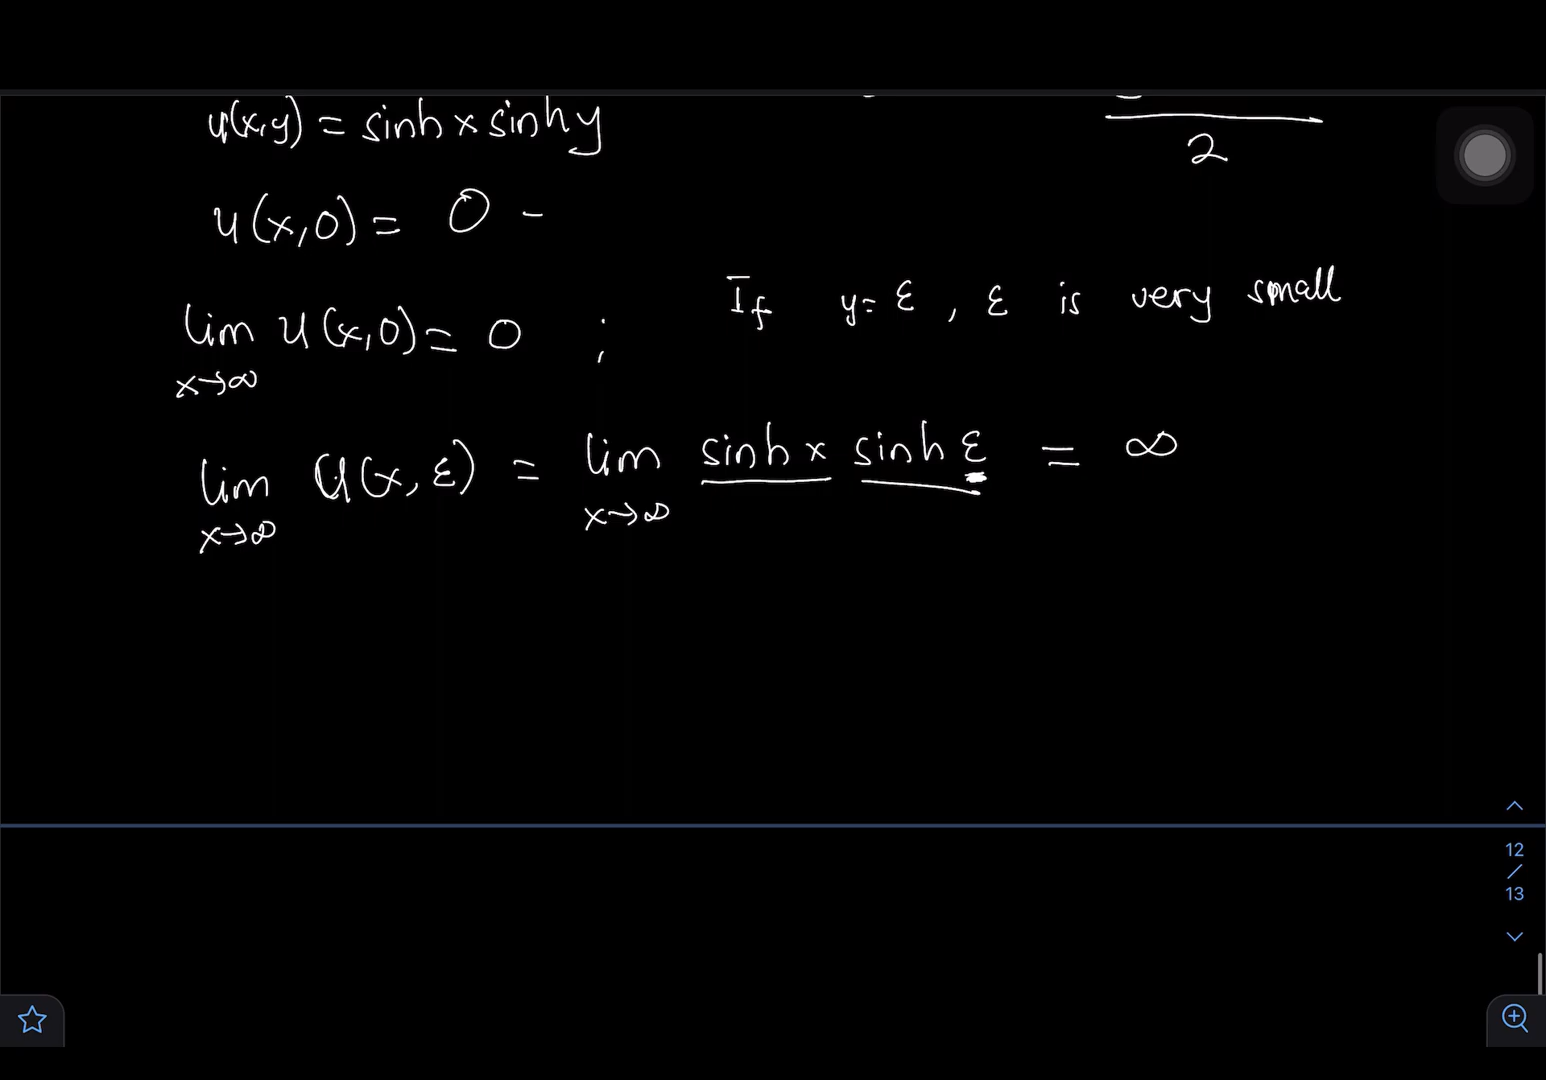 u(x,y) = sinh x sinh y
2
u(x,0) = 0 -
If y= ε , ε is very small
lim u(x,0) = 0 ;
x→∞
lim u(x, ε) = lim sinh x sinh ε = ∞
x→∞ x→∞
12
/
13